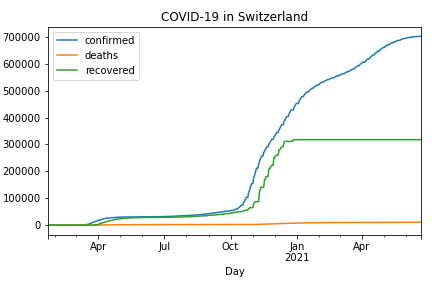 COVID-19 in Switzerland
confirmed
deaths
recovered
700000
600000
500000
400000
300000
200000
100000
0
Apr Jul Oct Jan Apr
2021
Day